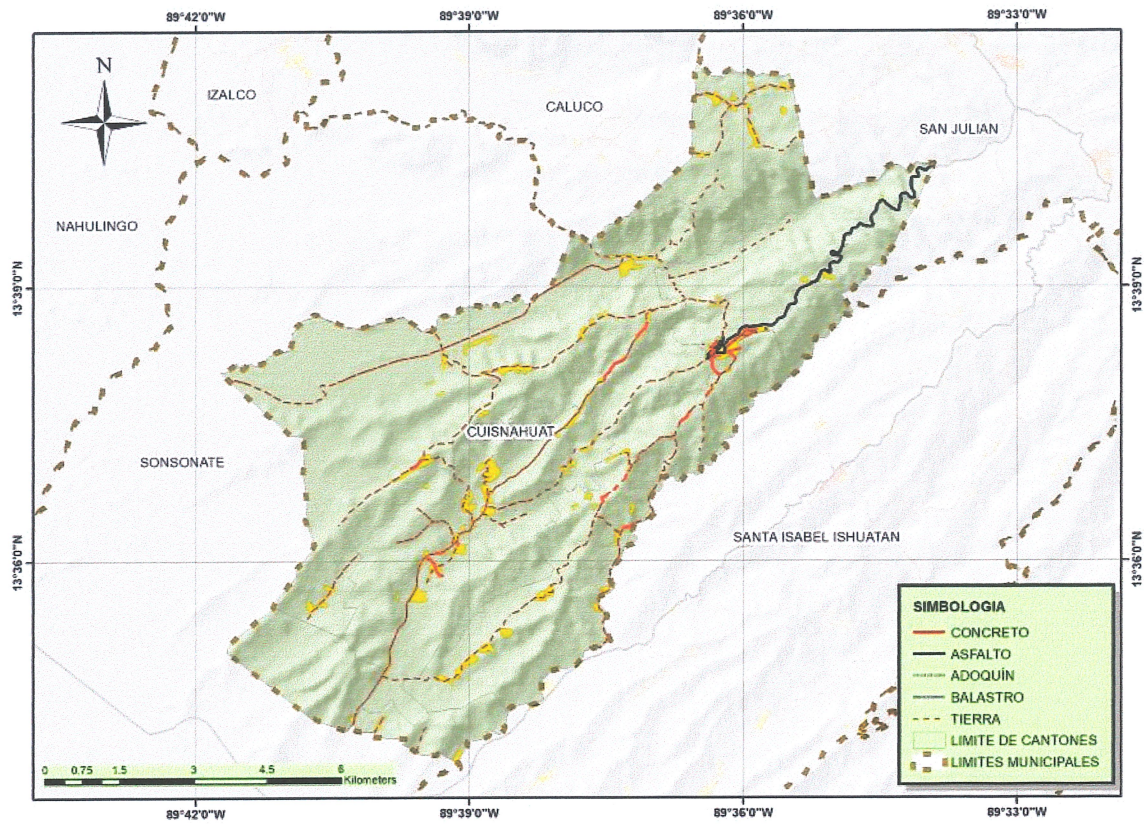 89°42'0"W
89°39'0"W
89°36'0"W
89°33'0"W
N
IZALCO
CALUCO
SAN JULIAN
NAHULINGO
13°39'0"N
13°39'0"N
CUISNAHUAT
SONSONATE
SANTA ISABEL ISHUATAN
13°36'0"N
13°36'0"N
SIMBOLOGIA
CONCRETO
ASFALTO
ADOQUÍN
BALASTRO
TIERRA
LIMITE DE CANTONES
LIMITES MUNICIPALES
0 0.75 1.5 3 4.5 6
Kilometers
89°42'0"W
89°39'0"W
89°36'0"W
89°33'0"W